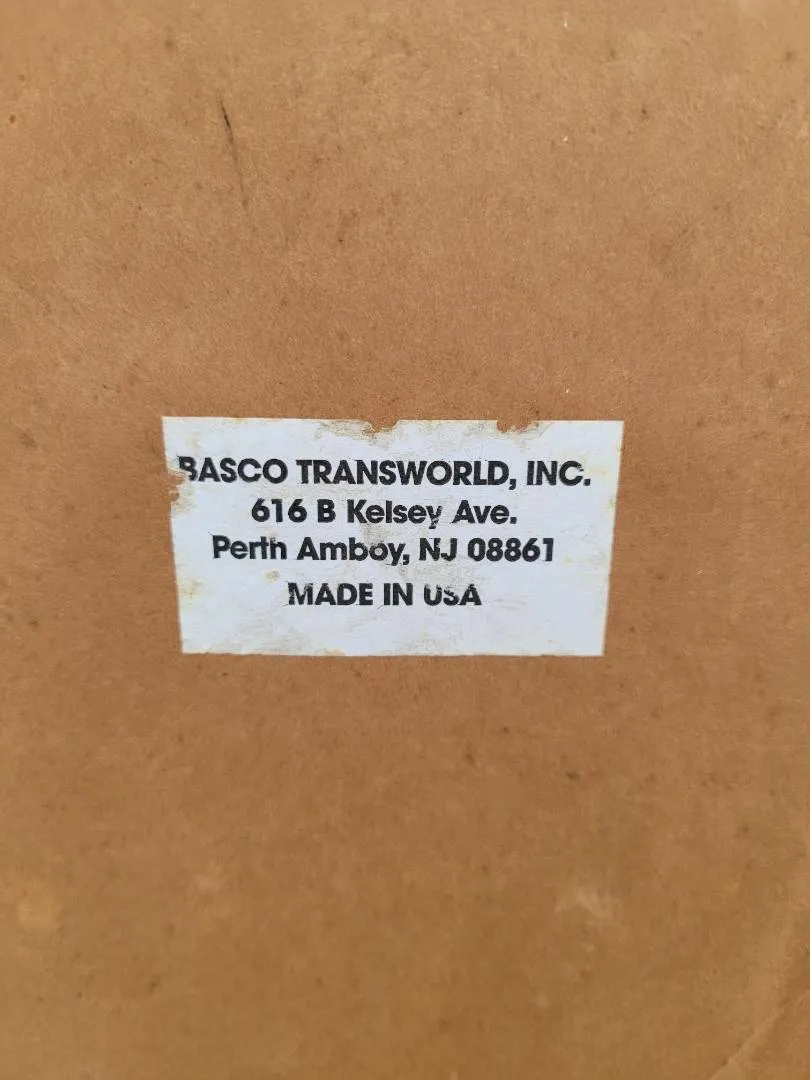 BASCO TRANSWORLD, INC.
616 B Kelsey Ave.
Perth Amboy, NJ 08861
MADE IN USA